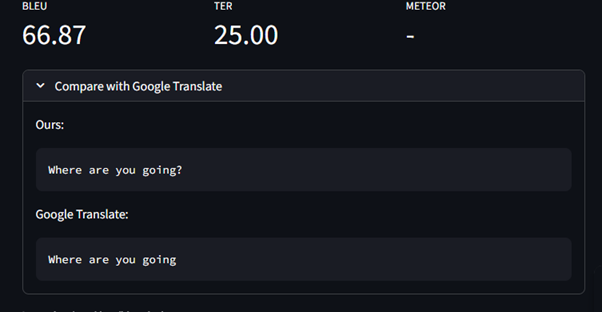 BLEU TER METEOR
66.87 25.00 -
Compare with Google Translate
Ours:
Where are you going?
Google Translate:
Where are you going